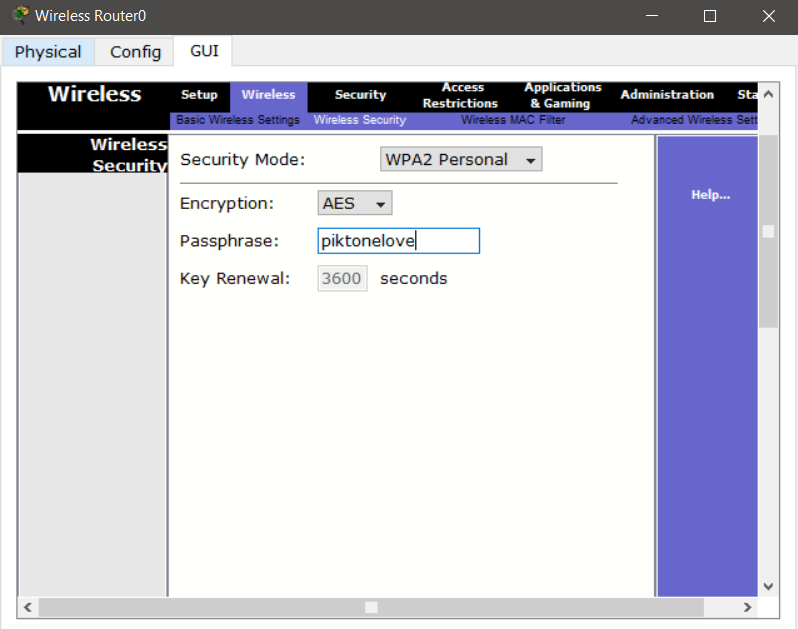 Wireless Router0
Physical Config GUI
Wireless
Setup Wireless Security Access Restrictions Applications & Gaming Administration Sta
Basic Wireless Settings Wireless Security Wireless MAC Filter Advanced Wireless Sett
Wireless
Security
Security Mode: WPA2 Personal
Help...
Encryption: AES
Passphrase: piktonelove
Key Renewal: 3600 seconds